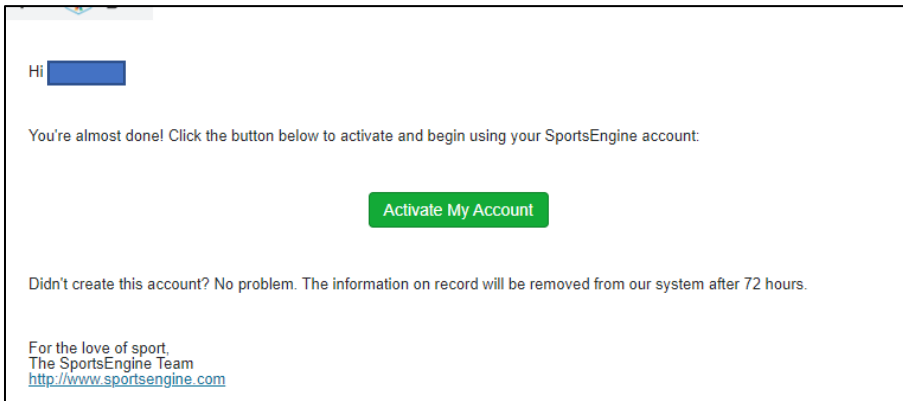 Hi
You're almost done! Click the button below to activate and begin using your SportsEngine account:
Activate My Account
Didn't create this account? No problem. The information on record will be removed from our system after 72 hours.
For the love of sport,
The SportsEngine Team
http://www.sportsengine.com